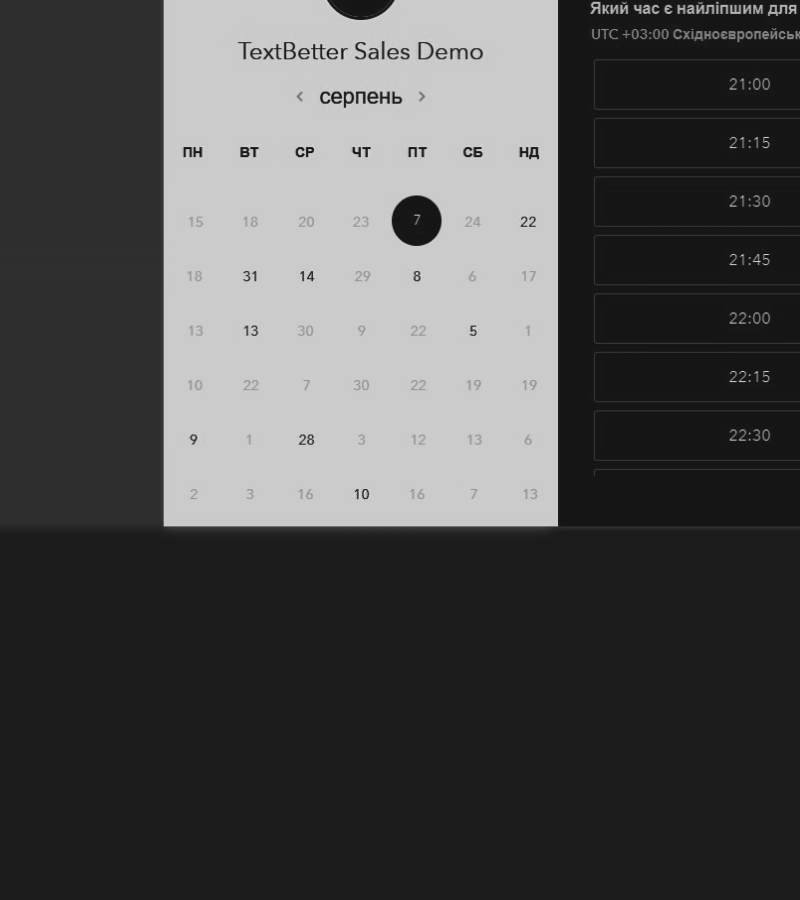 TextBetter Sales Demo
серпень
ПН ВТ СР ЧТ ПТ СБ НД
15 18 20 23 7 24 22
18 31 14 29 8 6 17
13 13 30 9 22 5 1
10 22 7 30 22 19 19
9 1 28 3 12 13 6
2 3 16 10 16 7 13
Який час є найліпшим для
UTC +03:00 Східноєвропейськ
21:00
21:15
21:30
21:45
22:00
22:15
22:30